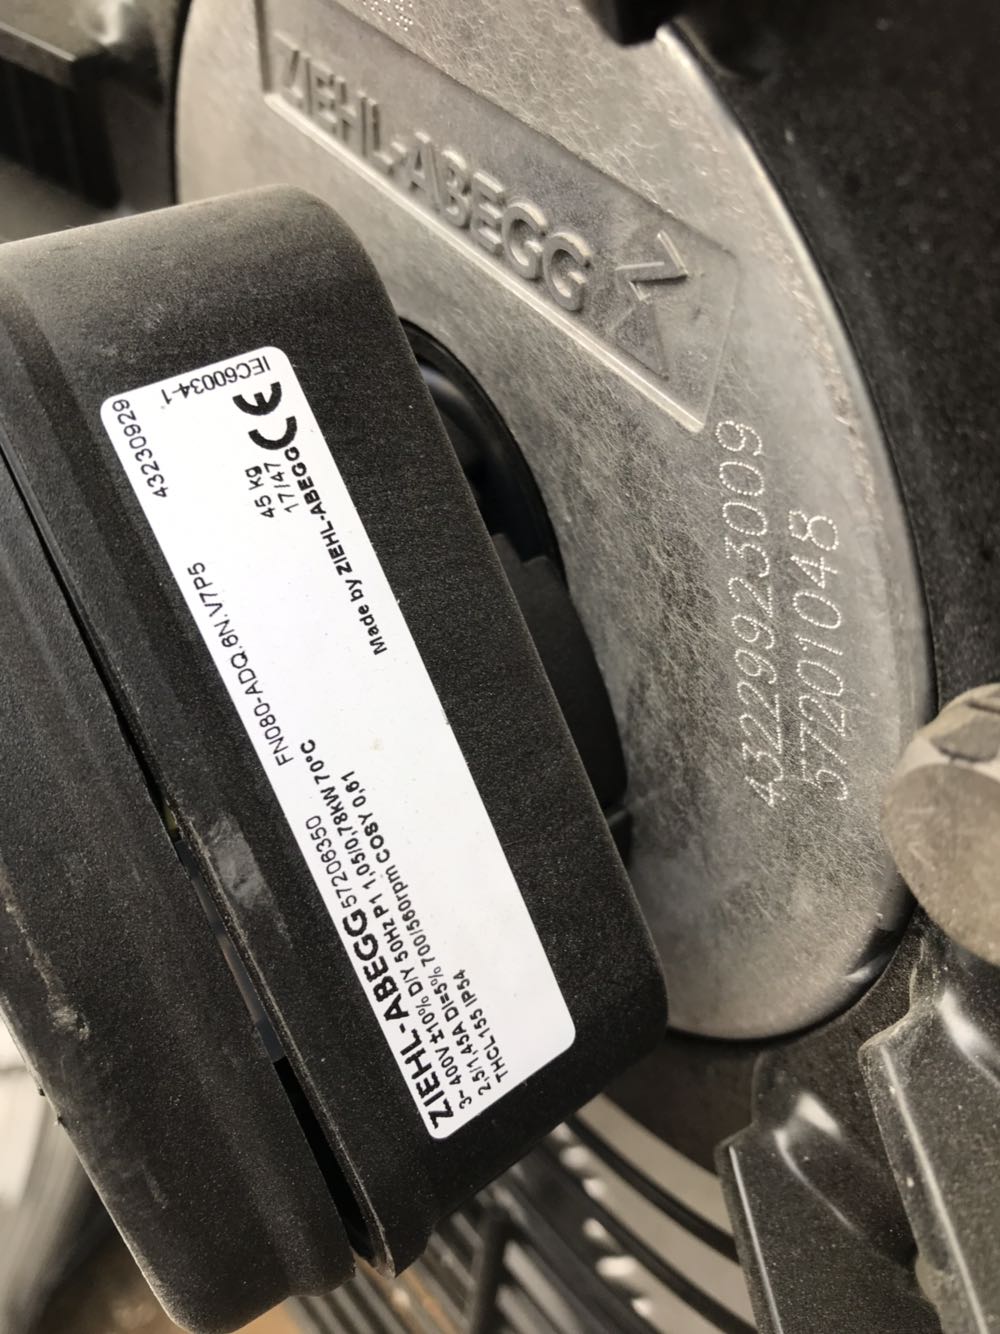 ZIEHL-ABEGG
43229923009
57201048
ZIEHL-ABEGG 57206350 FN080-ADQ.6N.V7P5 43230929
3~ 400V ±10% D/Y 50Hz P1 1,05/0,78kW 70°C IEC60034-1
2,5/1,45A DI=5% 700/560rpm COSY 0,61 45 kg
THCL155 IP54 17/47 CE
Made by ZIEHL-ABEGG